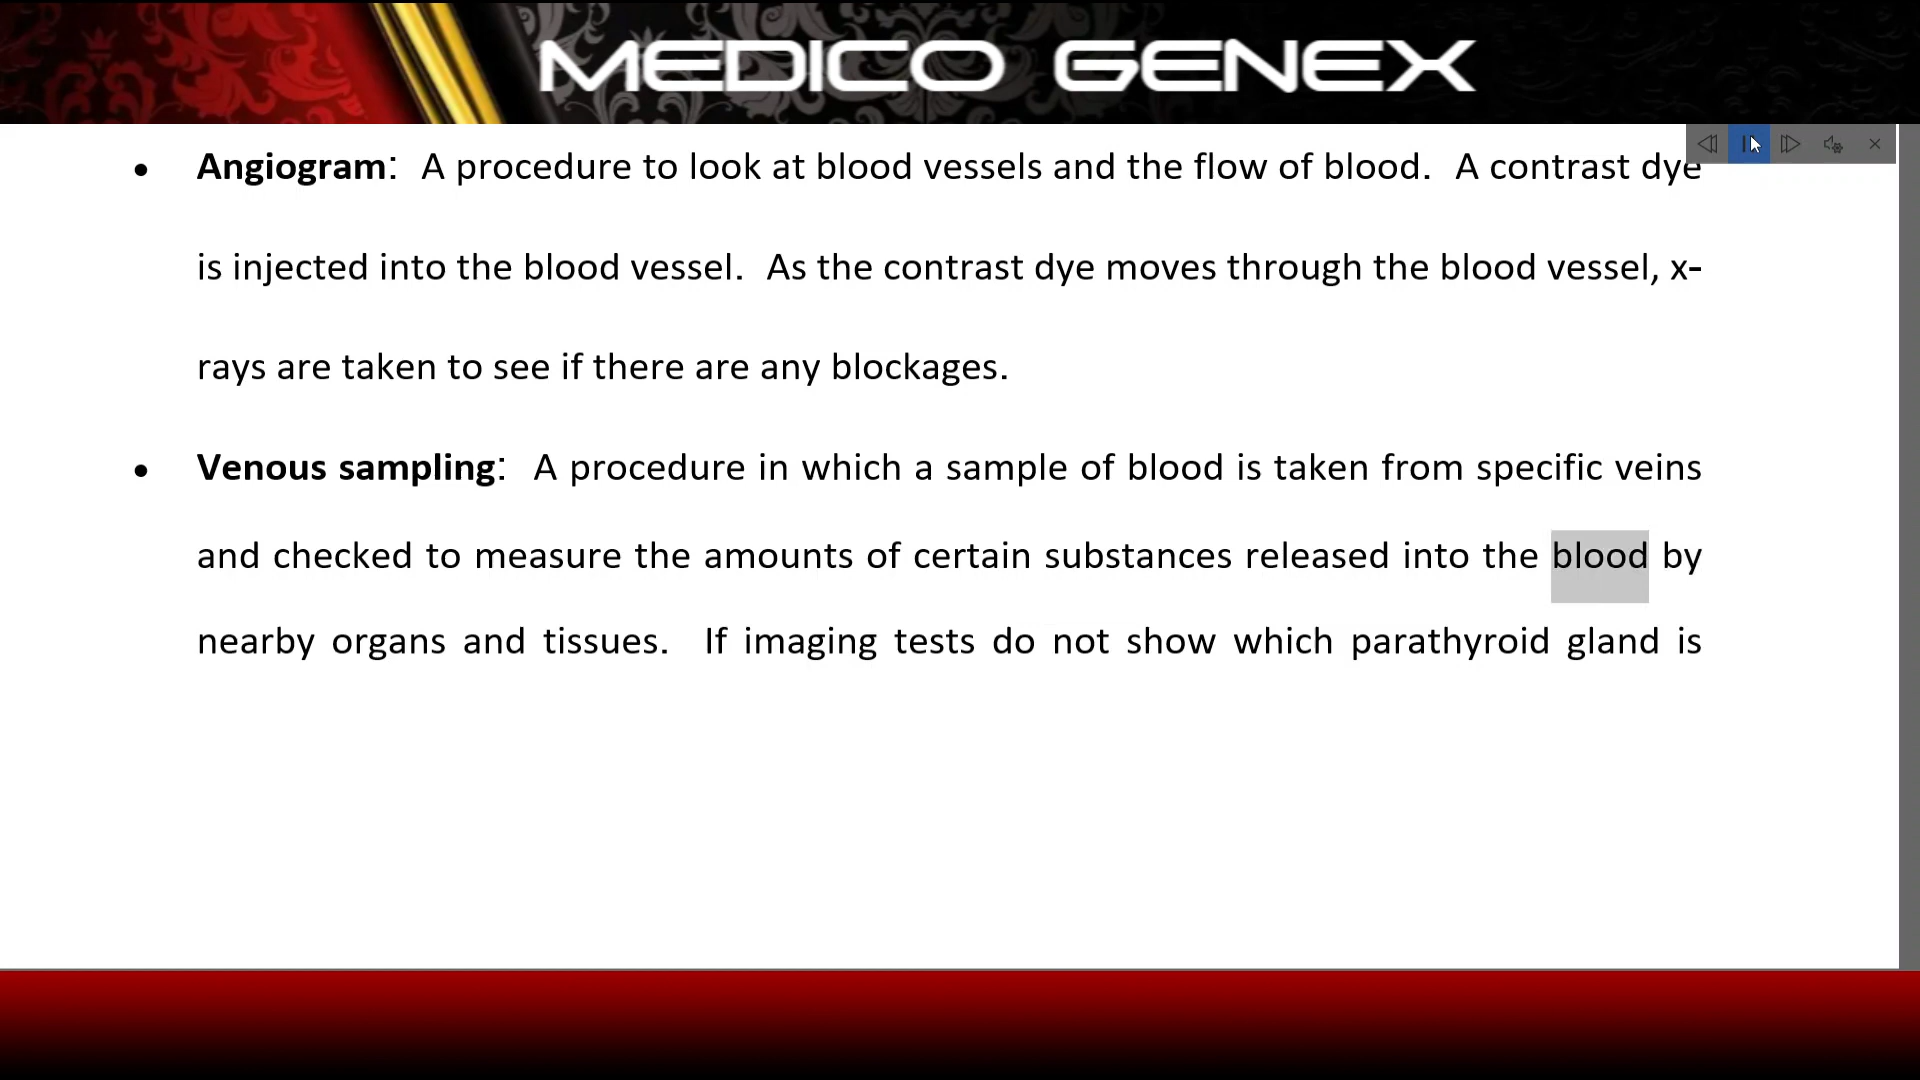 MEDICO GENEX
• Angiogram: A procedure to look at blood vessels and the flow of blood. A contrast dye
is injected into the blood vessel. As the contrast dye moves through the blood vessel, x-
rays are taken to see if there are any blockages.
• Venous sampling: A procedure in which a sample of blood is taken from specific veins
and checked to measure the amounts of certain substances released into the blood by
nearby organs and tissues. If imaging tests do not show which parathyroid gland is